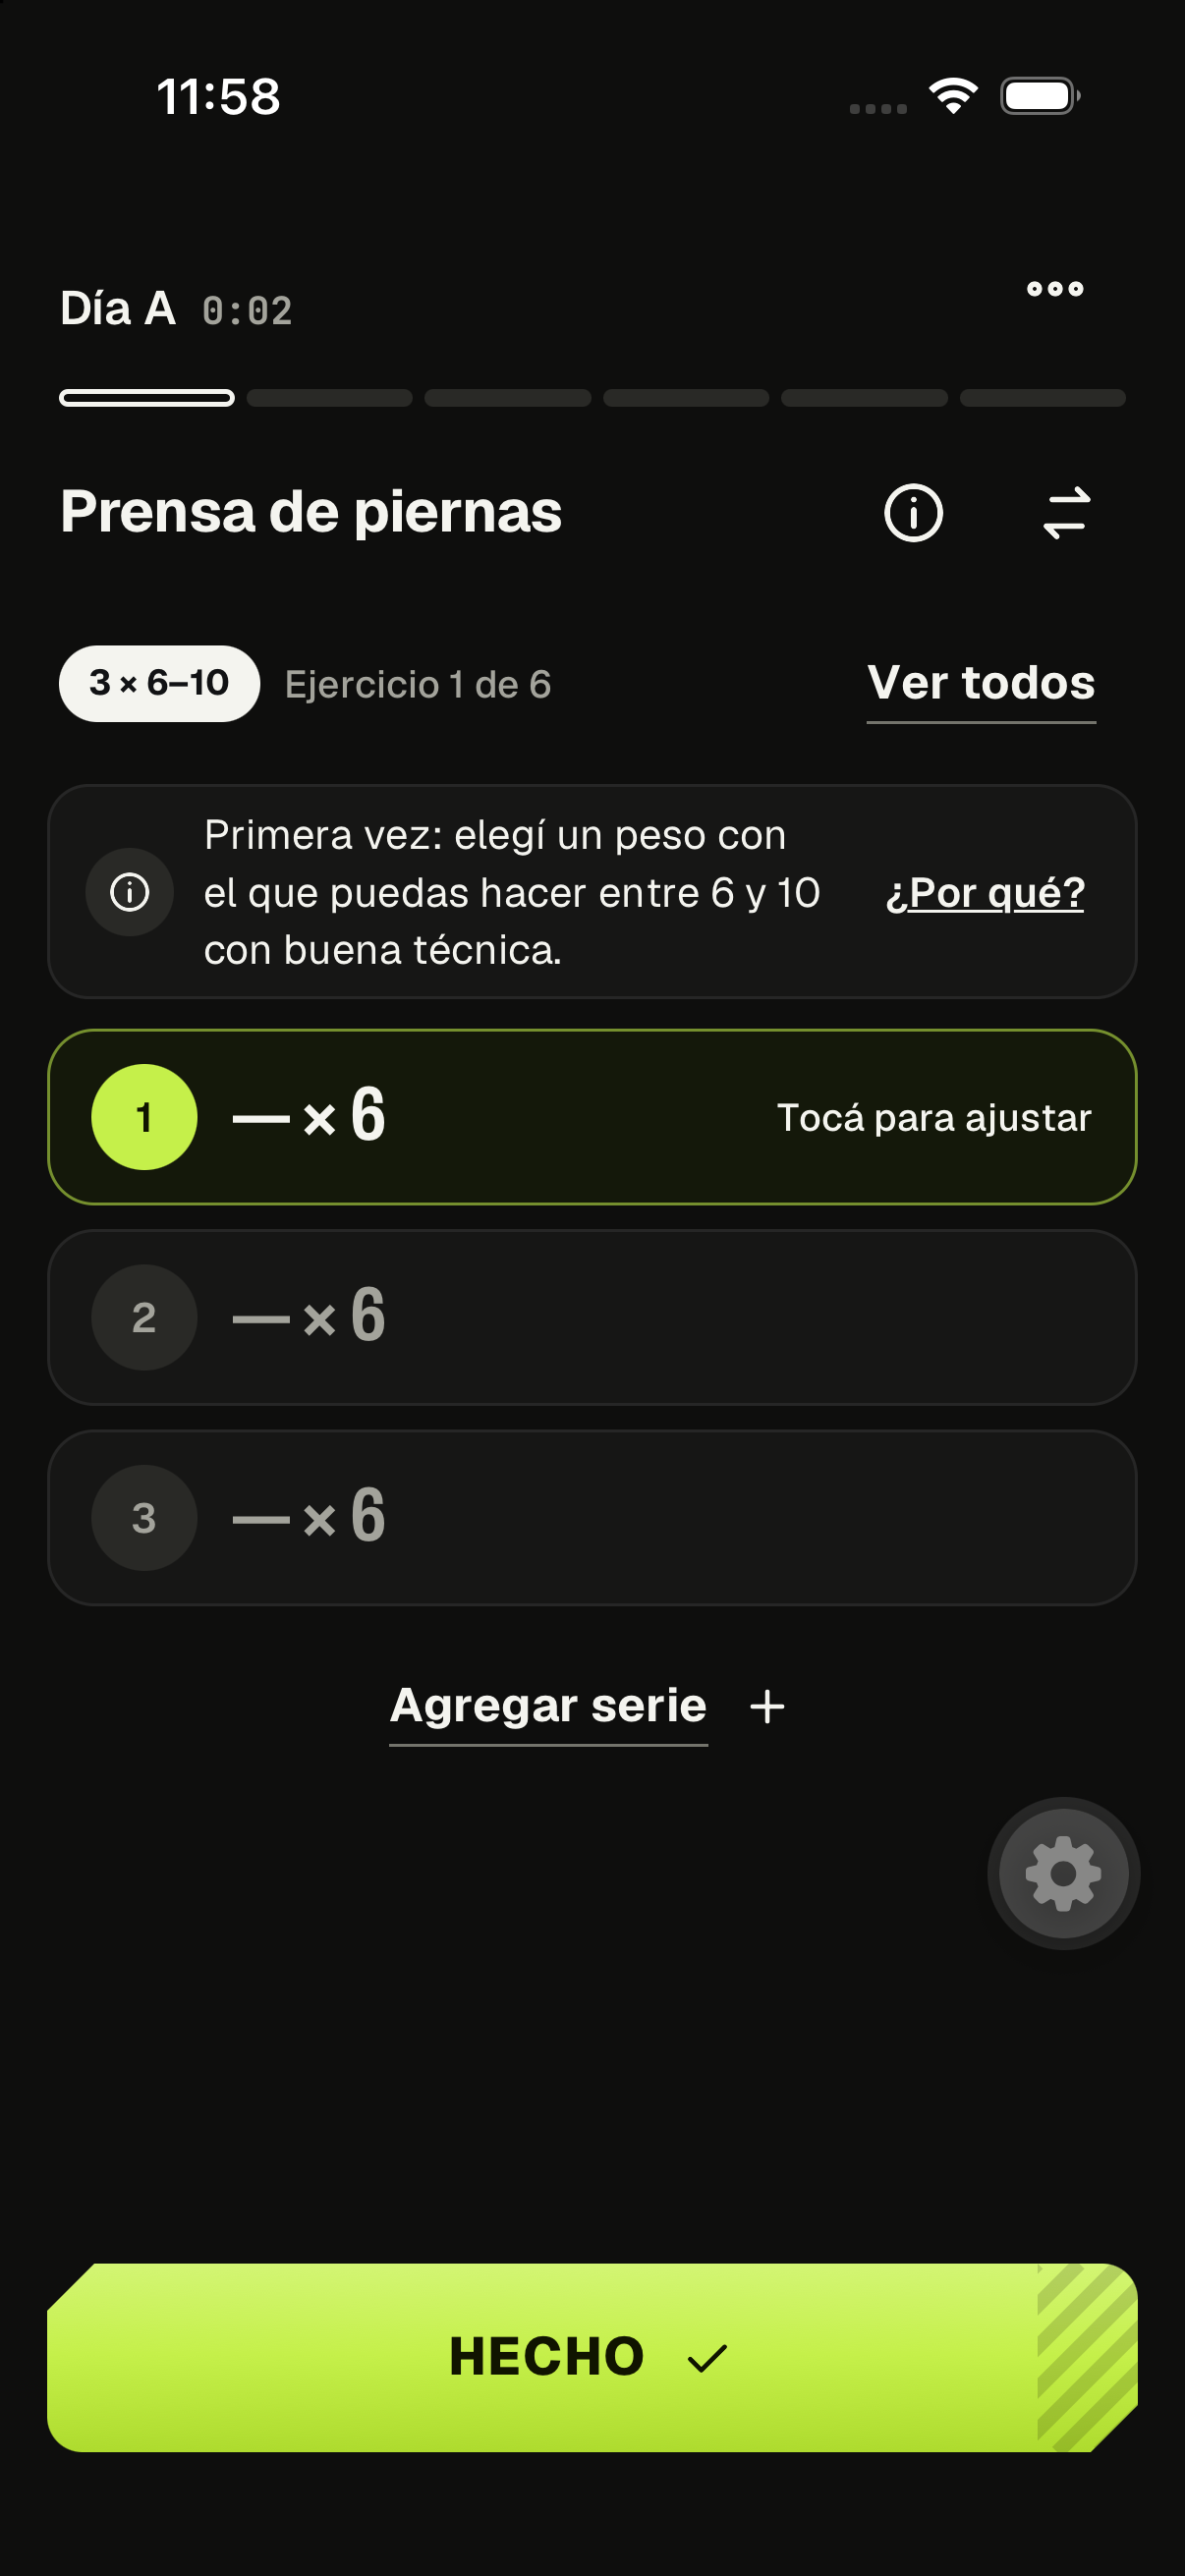 11:58
Día A 0:02
Prensa de piernas
3 × 6–10 Ejercicio 1 de 6 Ver todos
Primera vez: elegí un peso con
el que puedas hacer entre 6 y 10
con buena técnica.
¿Por qué?
1 — × 6 Tocá para ajustar
2 — × 6
3 — × 6
Agregar serie +
HECHO